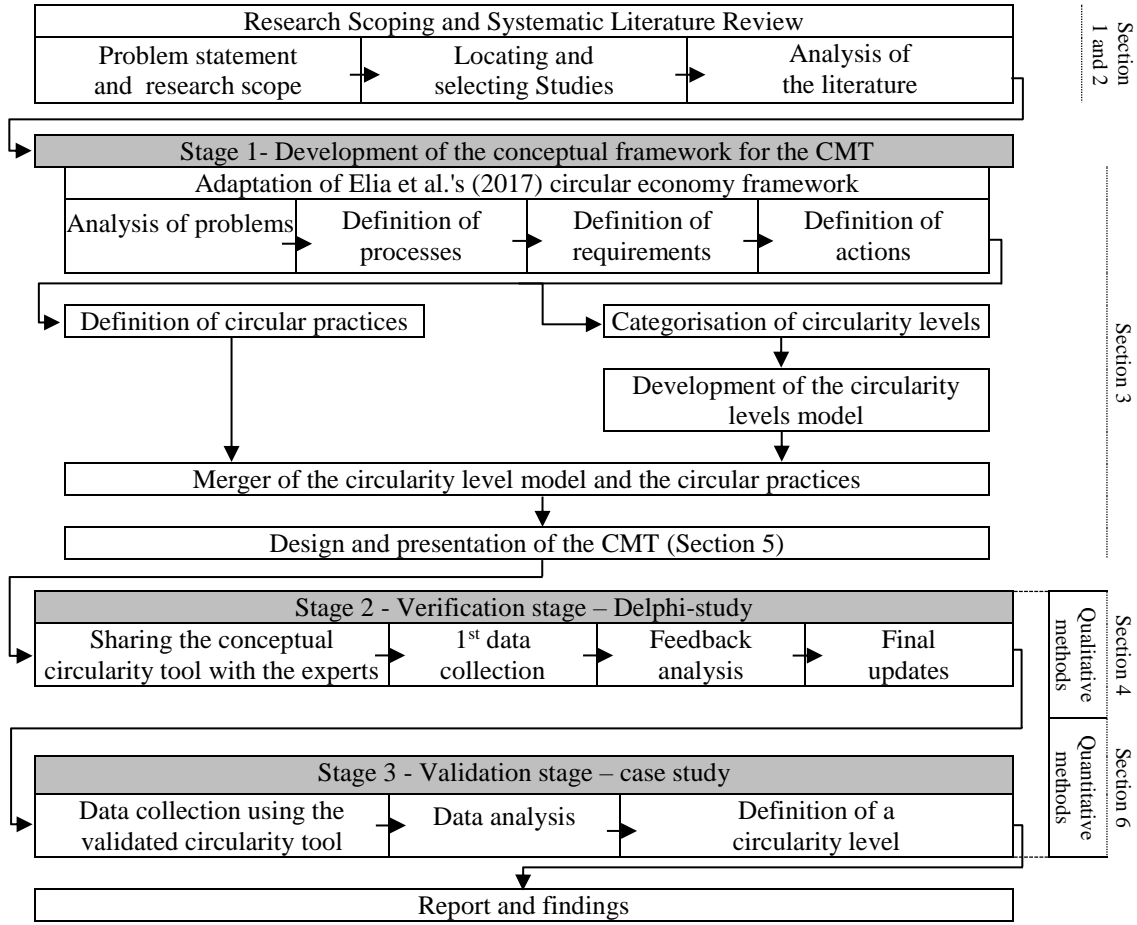 Research Scoping and Systematic Literature Review
Problem statement
and research scope
Locating and
selecting Studies
Analysis of
the literature
Section
1 and 2
Stage 1- Development of the conceptual framework for the CMT
Adaptation of Elia et al.'s (2017) circular economy framework
Analysis of problems
Definition of
processes
Definition of
requirements
Definition of
actions
Definition of circular practices
Categorisation of circularity levels
Development of the circularity
levels model
Merger of the circularity level model and the circular practices
Design and presentation of the CMT (Section 5)
Section 3
Stage 2 - Verification stage – Delphi-study
Sharing the conceptual
circularity tool with the experts
1st data
collection
Feedback
analysis
Final
updates
Section 4
Qualitative
methods
Stage 3 - Validation stage – case study
Data collection using the
validated circularity tool
Data analysis
Definition of a
circularity level
Section 6
Quantitative
methods
Report and findings